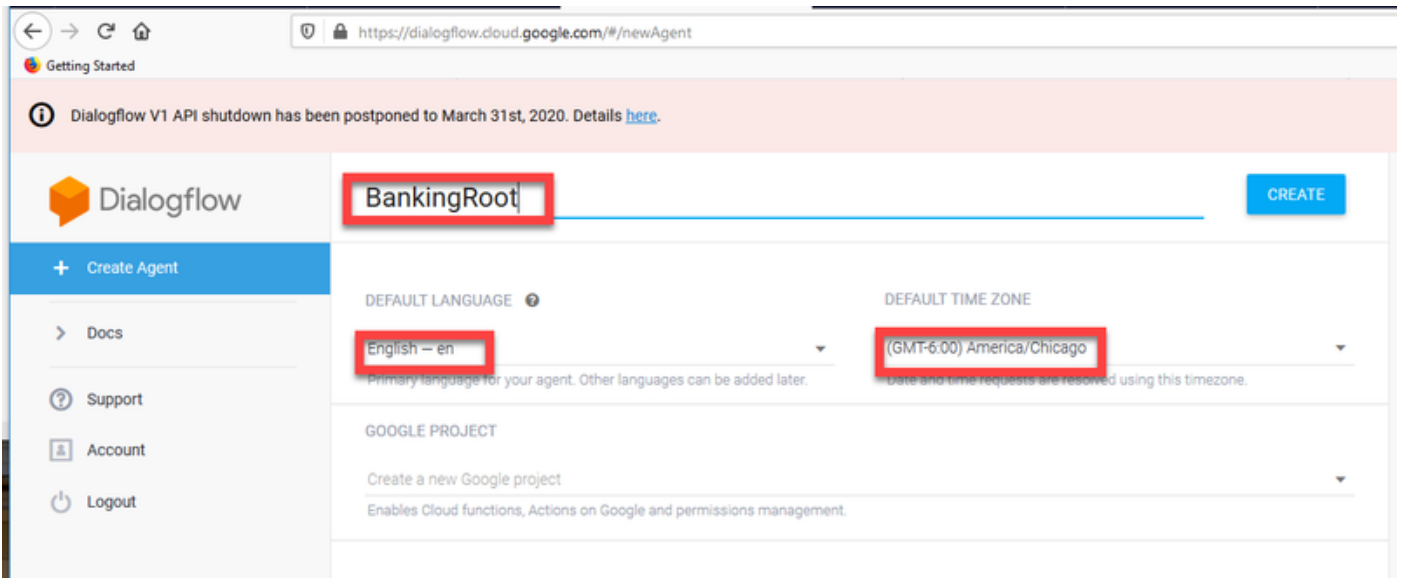 https://dialogflow.cloud.google.com/#/newAgent
Getting Started
Dialogflow V1 API shutdown has been postponed to March 31st, 2020. Details here.
Dialogflow
BankingRoot
CREATE
+ Create Agent
DEFAULT LANGUAGE
DEFAULT TIME ZONE
Docs
English — en
(GMT-6:00) America/Chicago
Primary language for your agent. Other languages can be added later.
Date and time requests are resolved using this timezone.
Support
GOOGLE PROJECT
Account
Create a new Google project
Logout
Enables Cloud functions, Actions on Google and permissions management.